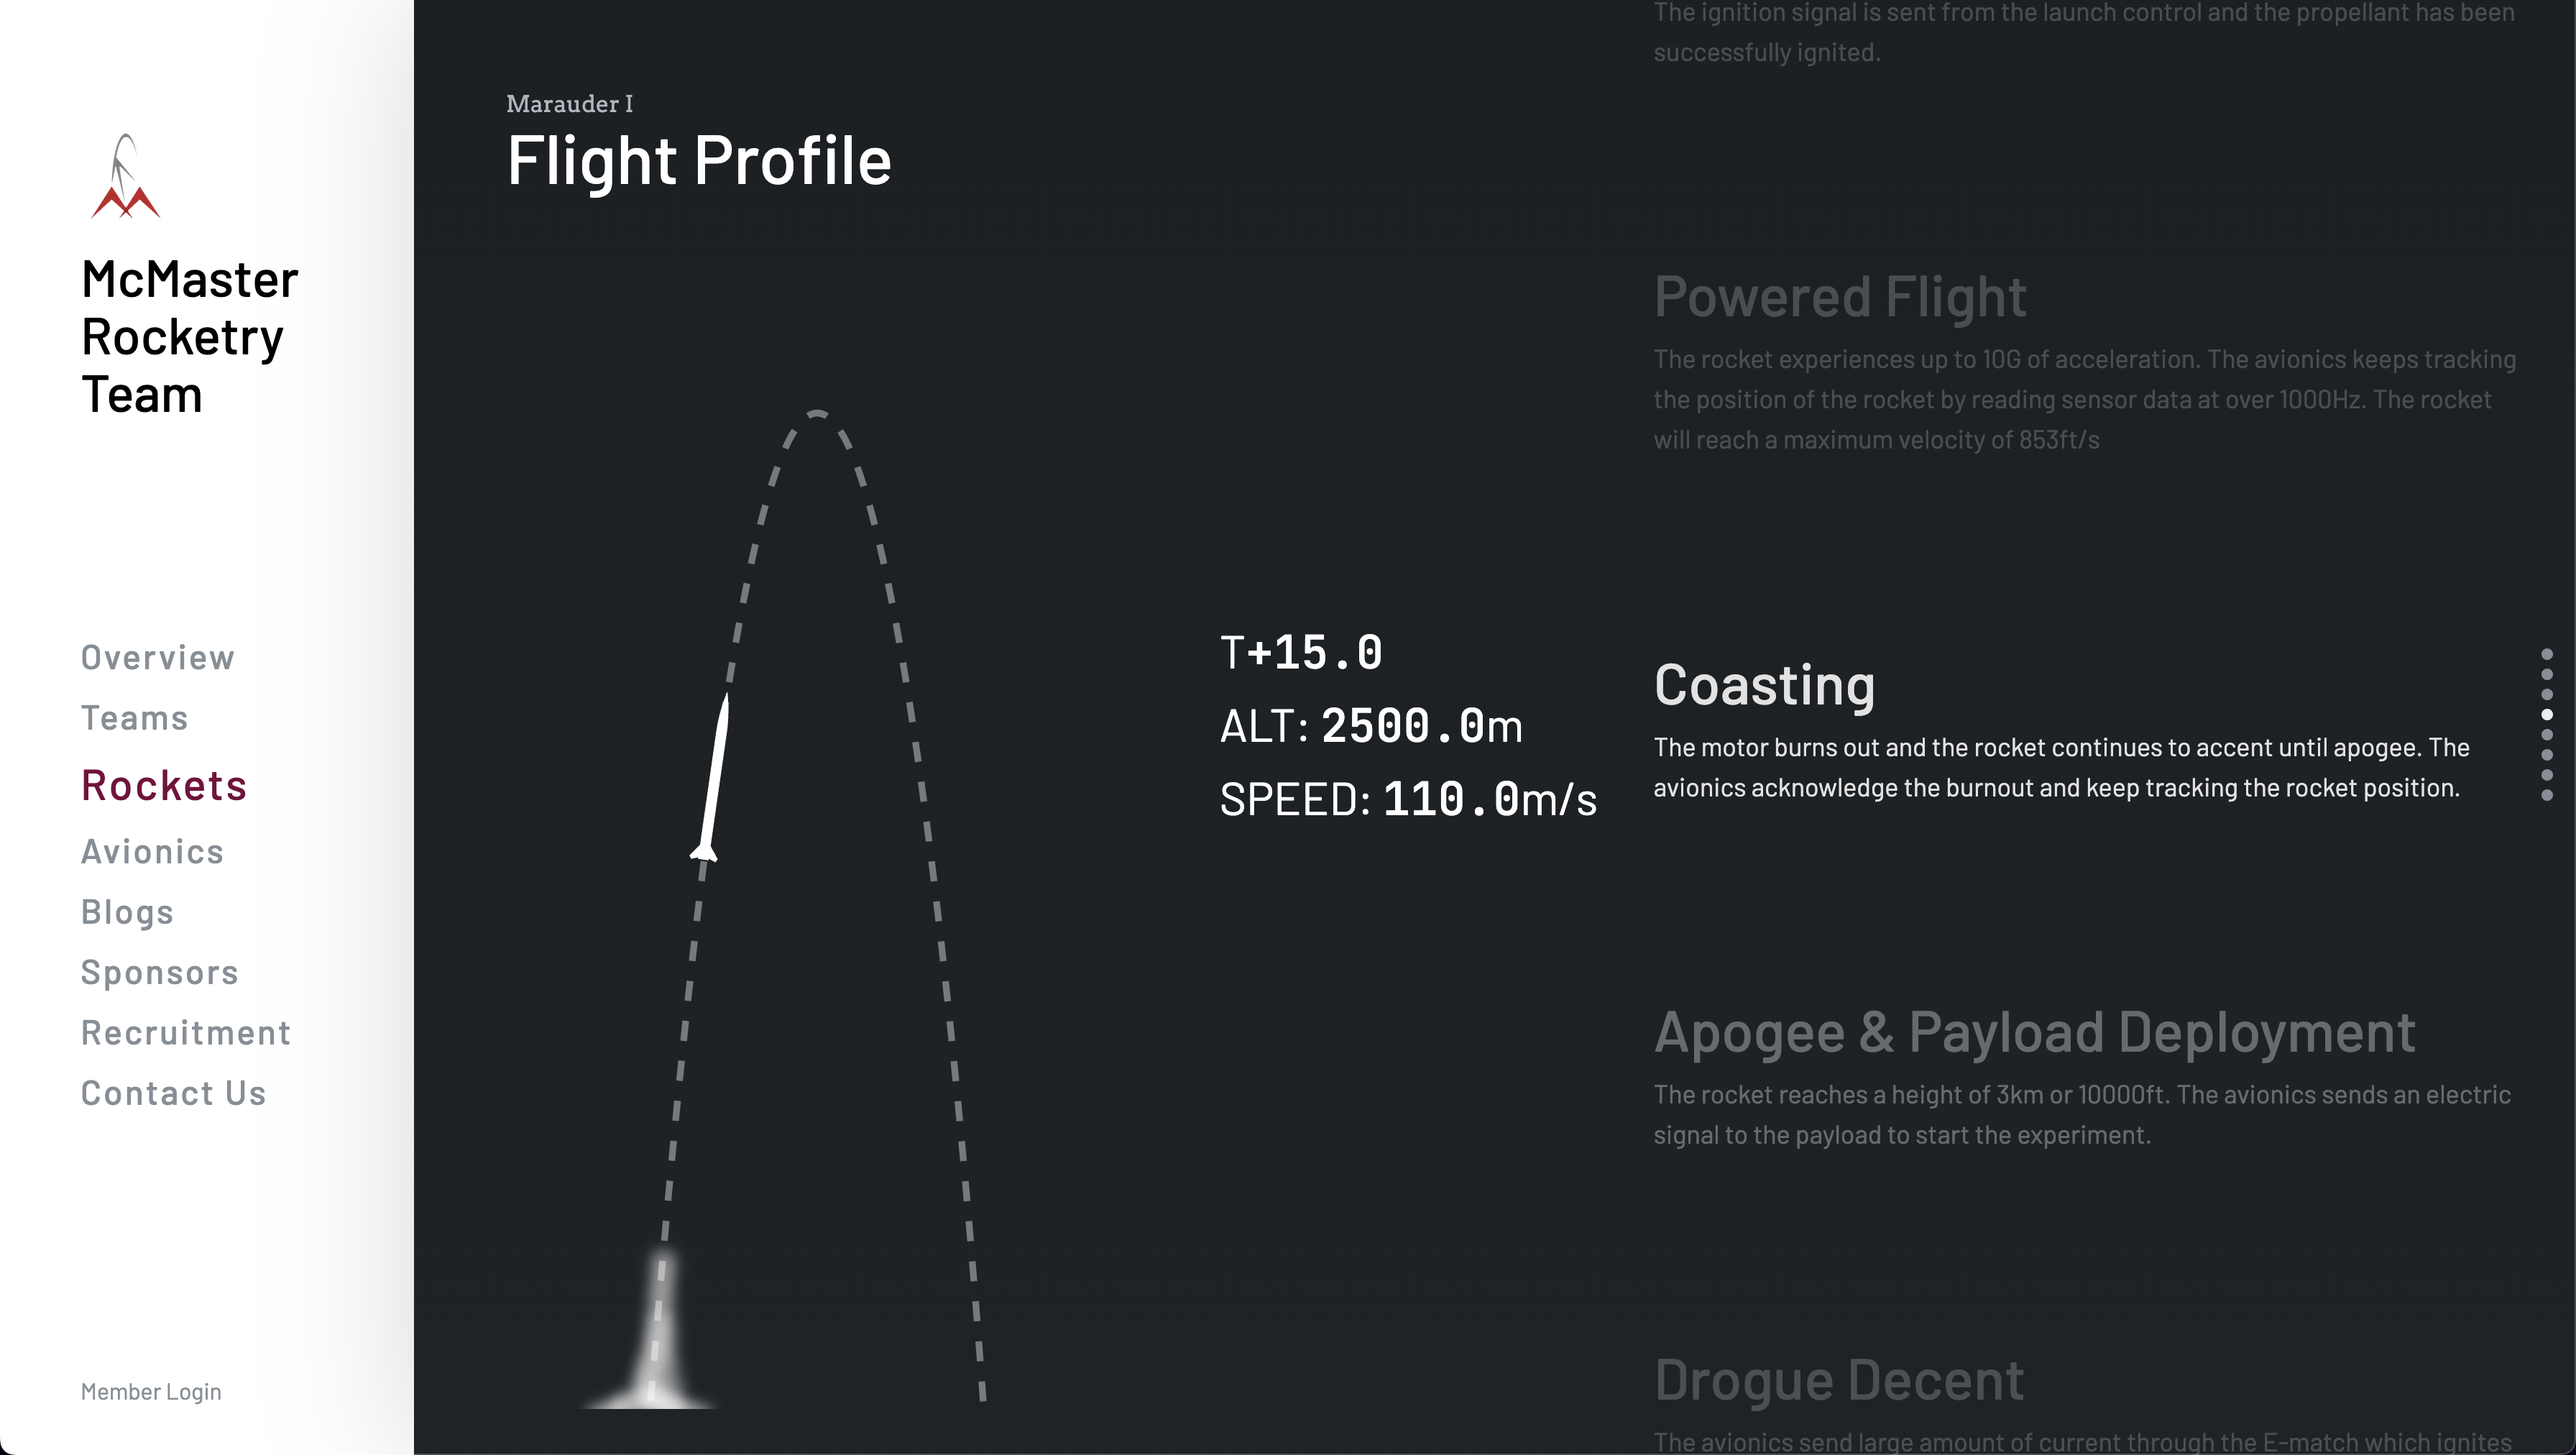 McMaster
Rocketry
Team
Overview
Teams
Rockets
Avionics
Blogs
Sponsors
Recruitment
Contact Us
Member Login
Marauder I
Flight Profile
T+15.0
ALT: 2500.0m
SPEED: 110.0m/s
The ignition signal is sent from the launch control and the propellant has been
successfully ignited.
Powered Flight
The rocket experiences up to 10G of acceleration. The avionics keeps tracking
the position of the rocket by reading sensor data at over 1000Hz. The rocket
will reach a maximum velocity of 853ft/s
Coasting
The motor burns out and the rocket continues to accent until apogee. The
avionics acknowledge the burnout and keep tracking the rocket position.
Apogee & Payload Deployment
The rocket reaches a height of 3km or 10000ft. The avionics sends an electric
signal to the payload to start the experiment.
Drogue Decent
The avionics send large amount of current through the E-match which ignites